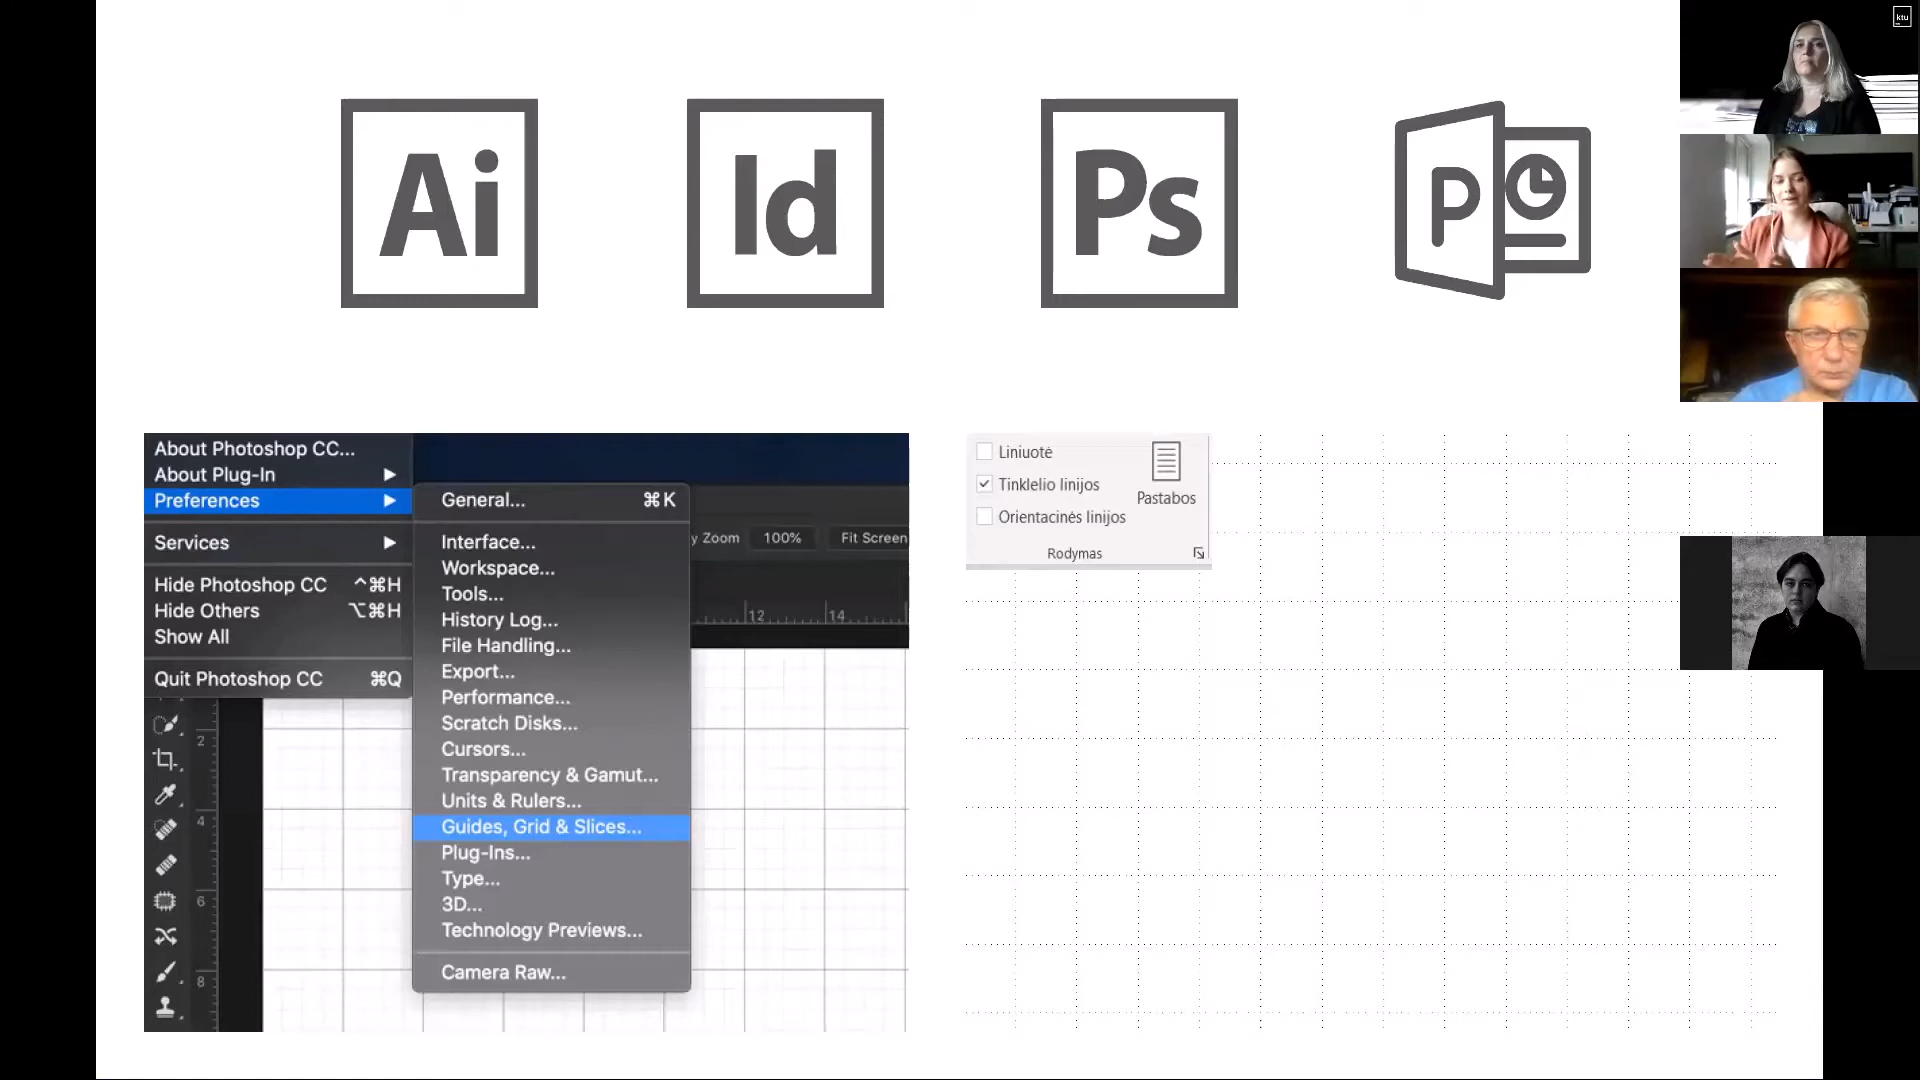 Ai
Id
Ps
P
ktu
About Photoshop CC...
About Plug-In
Preferences
Services
Hide Photoshop CC ^⌘H
Hide Others ⌥⌘H
Show All
Quit Photoshop CC ⌘Q
General... ⌘K
Interface...
Workspace...
Tools...
History Log...
File Handling...
Export...
Performance...
Scratch Disks...
Cursors...
Transparency & Gamut...
Units & Rulers...
Guides, Grid & Slices...
Plug-Ins...
Type...
3D...
Technology Previews...
Camera Raw...
y Zoom 100% Fit Screen
12 14
2
4
6
8
Liniuotė
Tinklelio linijos
Orientacinės linijos
Pastabos
Rodymas